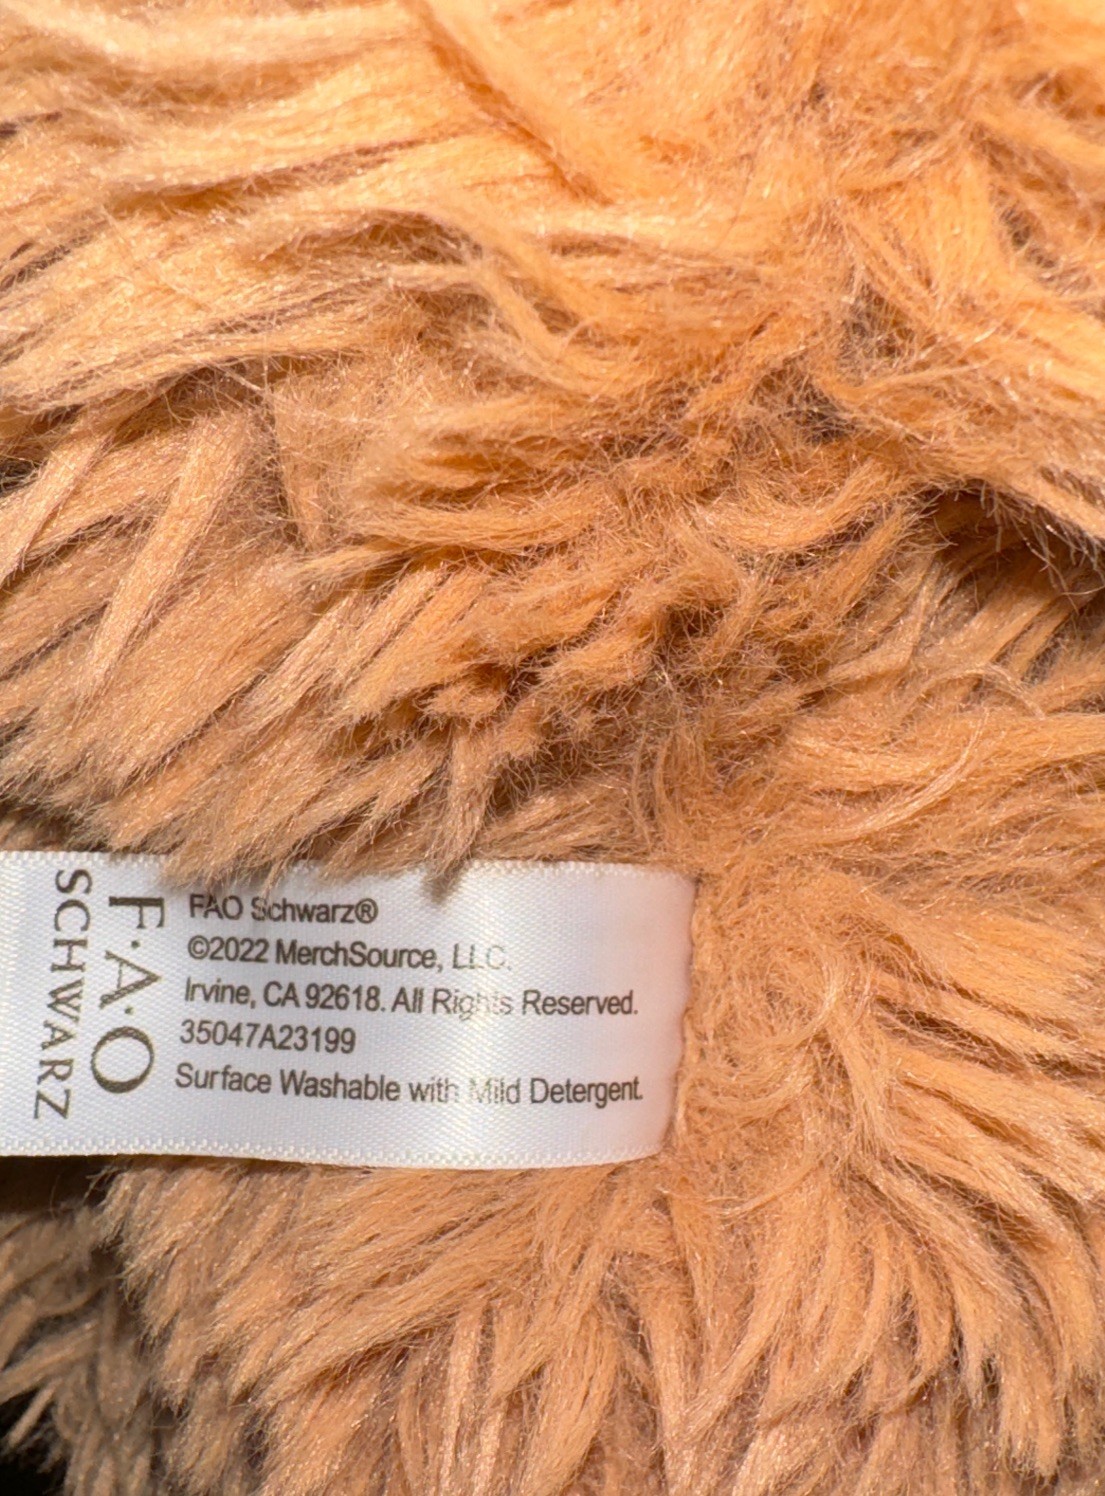 F·A·O
SCHWARZ
FAO Schwarz®
©2022 MerchSource, LLC.
Irvine, CA 92618. All Rights Reserved.
35047A23199
Surface Washable with Mild Detergent.